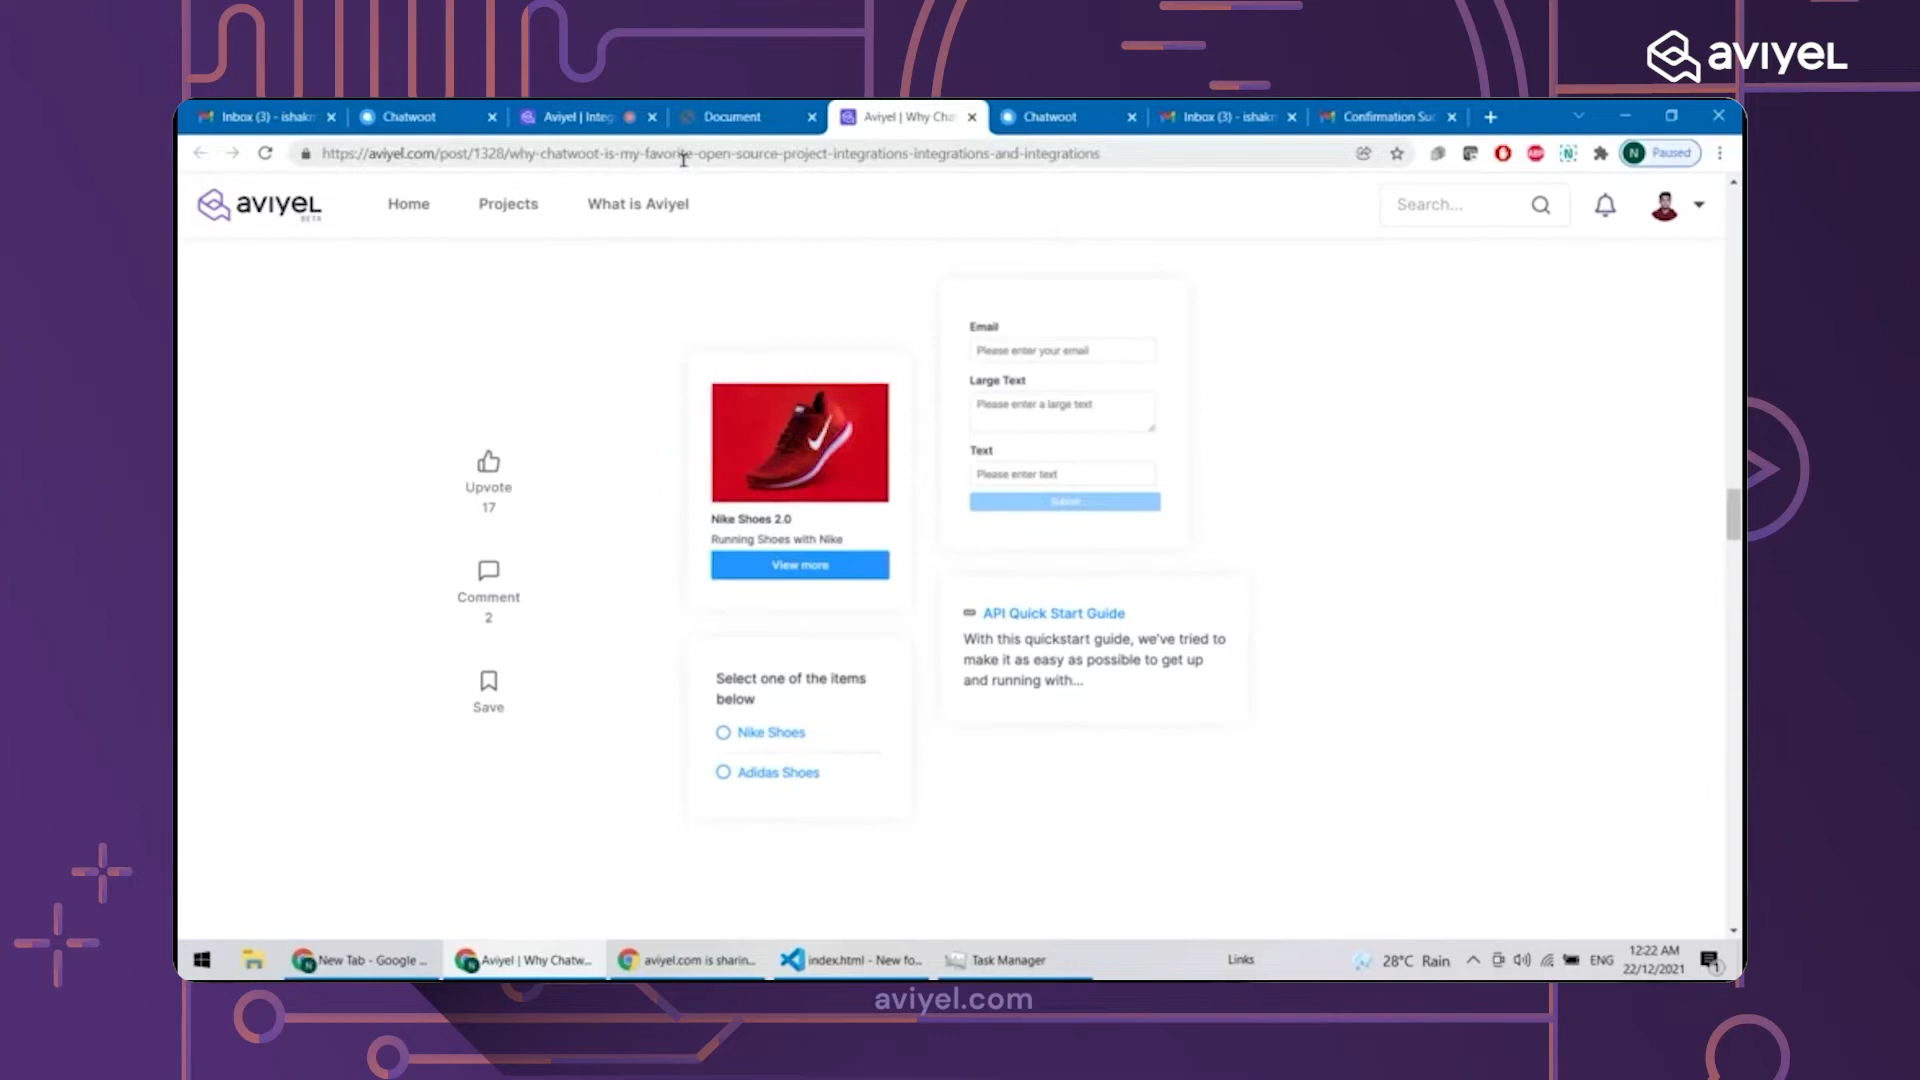 aviyel
Inbox (3) - ishakr
Chatwoot
Aviyel | Integ
Document
Aviyel | Why Cha
Chatwoot
Inbox (3) - ishakr
Confirmation Suc
https://aviyel.com/post/1328/why-chatwoot-is-my-favorite-open-source-project-integrations-integrations-and-integrations
N
N
Paused
aviyel
BETA
Home
Projects
What is Aviyel
Search...
Email
Please enter your email
Large Text
Please enter a large text
Text
Please enter text
Submit
Upvote
17
Nike Shoes 2.0
Running Shoes with Nike
View more
Comment
2
API Quick Start Guide
With this quickstart guide, we've tried to
make it as easy as possible to get up
and running with...
Save
Select one of the items
below
Nike Shoes
Adidas Shoes
New Tab - Google ...
Aviyel | Why Chatw...
aviyel.com is sharin...
index.html - New fo...
Task Manager
Links
28°C Rain
ENG
12:22 AM
22/12/2021
1
aviyel.com